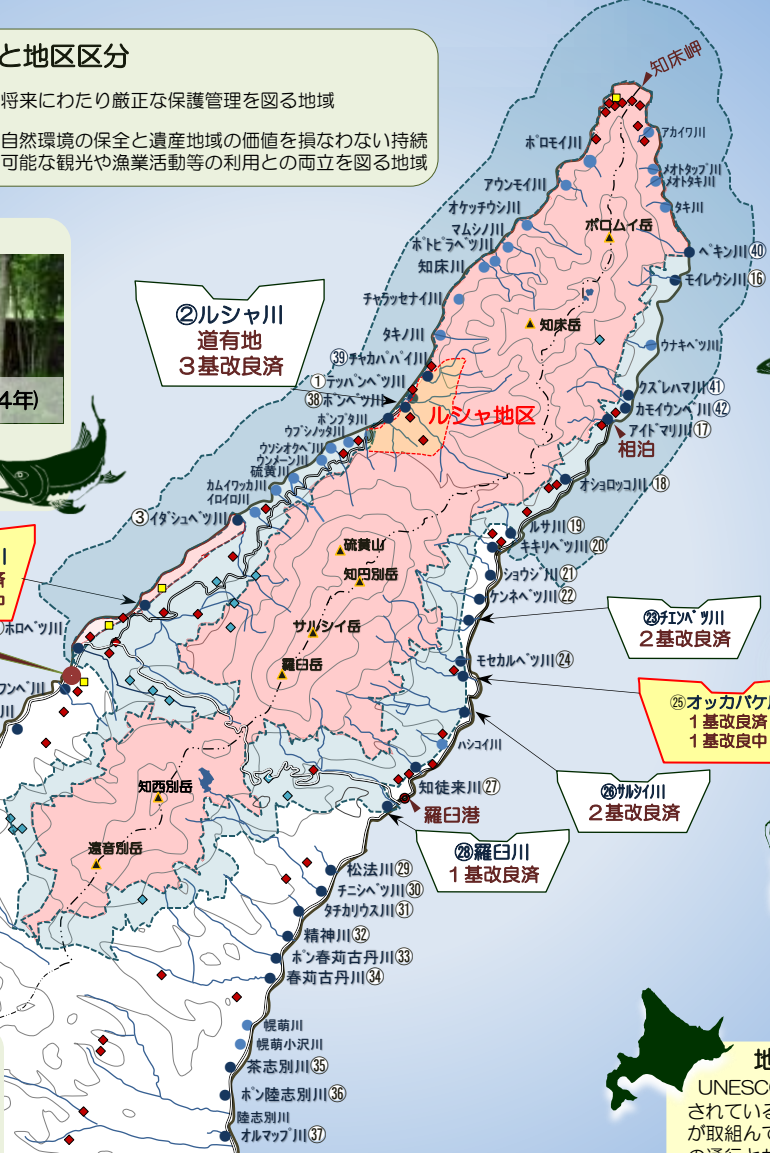 と地区区分
将来にわたり厳正な保護管理を図る地域
自然環境の保全と遺産地域の価値を損なわない持続
可能な観光や漁業活動等の利用との両立を図る地域
4年)
知床岬
アカイワ川
ポロモイ川
メオトタップ川
メオトタキ川
アウンモイ川
タキ川
オケッチウシ川
マムシノ川
ポロムイ岳
ポトピラベツ川
ペキン川㊵
知床川
モイレウシ川⑯
チャラッセナイ川
②ルシャ川
道有地
3基改良済
知床岳
タキノ川
ウナキベツ川
㊴チャカババイ川
①テッパンベツ川
クズレハマ川㊶
㊳ポンベツ川
カモイウンベ川㊷
ルシャ地区
ポンプタ川
アイドマリ川⑰
ウプシノッタ川
相泊
ウソシオクベ川
ウンメーン川
硫黄川
オショロッコ川⑱
カムイワッカ川
イロイロ川
③イダシュベツ川
ルサ川⑲
キキリベツ川⑳
硫黄山
知円別岳
ショウジ川㉑
ケンネベツ川㉒
㉓チエンベツ川
2基改良済
ホロベツ川
サルシイ岳
羅臼岳
モセカルベツ川㉔
㉕オッカバケ川
1基改良済
1基改良中
ハシコイ川
知西別岳
知徒来川㉗
㉖サルシイ川
2基改良済
羅臼港
遠音別岳
㉘羅臼川
1基改良済
松法川㉙
チニシベツ川㉚
タチカリウス川㉛
精神川㉜
ポン春苅古丹川㉝
春苅古丹川㉞
幌萌川
幌萌小沢川
茶志別川㉟
ポン陸志別川㊱
陸志別川
オルマップ川㊲
地
UNESCO
されている
が取組んで